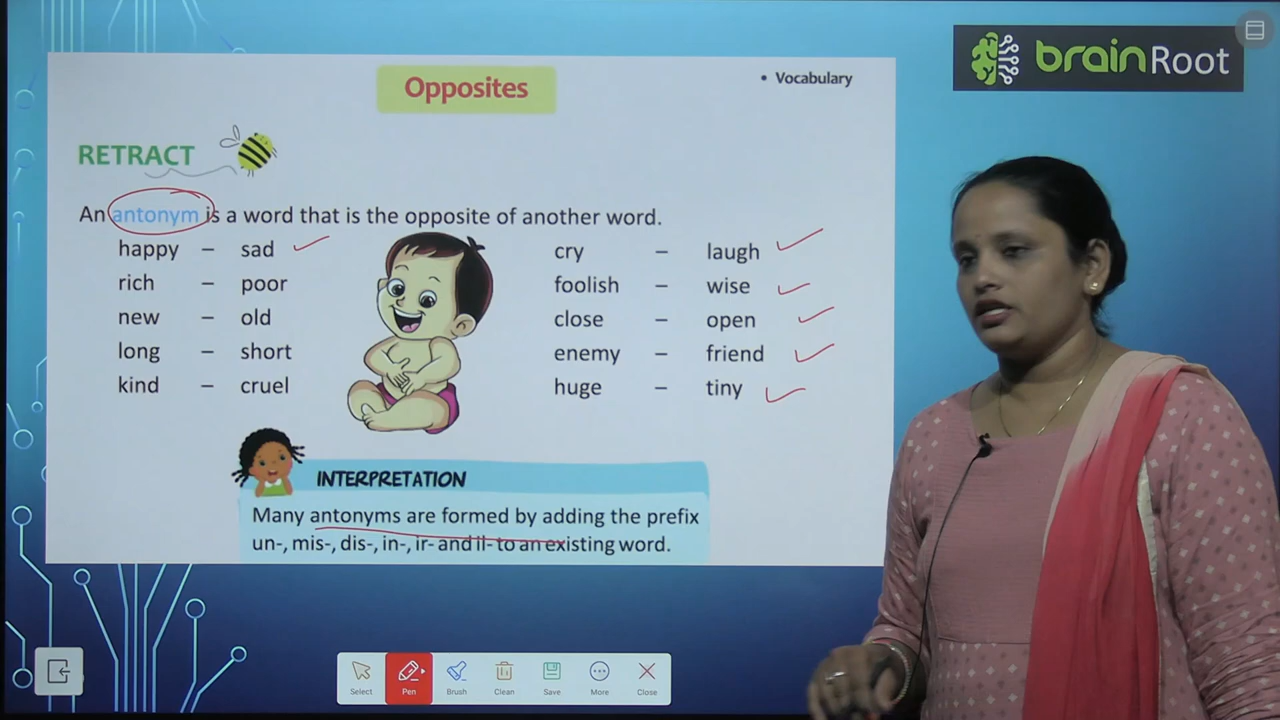 brainRoot
Opposites
• Vocabulary
RETRACT
An antonym is a word that is the opposite of another word.
happy – sad
rich – poor
new – old
long – short
kind – cruel
cry – laugh
foolish – wise
close – open
enemy – friend
huge – tiny
INTERPRETATION
Many antonyms are formed by adding the prefix
un-, mis-, dis-, in-, ir- and il- to an existing word.
Select Pen Brush Clean Save More Close